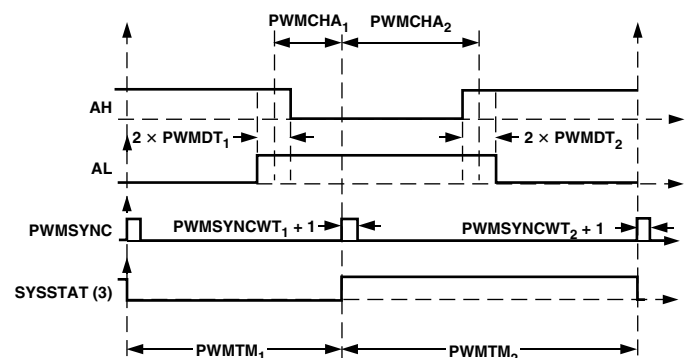 PWMCHA₁ PWMCHA₂
AH
2 × PWMDT₁ 2 × PWMDT₂
AL
PWMSYNC PWMSYNCWT₁ + 1 PWMSYNCWT₂ + 1
SYSSTAT (3)
PWMTM₁ PWMTM₂